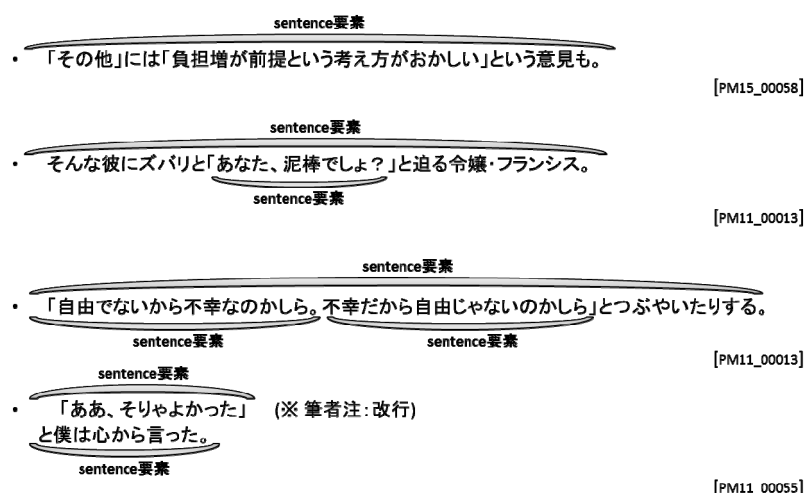 sentence要素
・ 「その他」には「負担増が前提という考え方がおかしい」という意見も。
[PM15_00058]
sentence要素
・ そんな彼にズバリと「あなた、泥棒でしょ？」と迫る令嬢・フランシス。
sentence要素
[PM11_00013]
sentence要素
・ 「自由でないから不幸なのかしら。不幸だから自由じゃないのかしら」とつぶやいたりする。
sentence要素 sentence要素
[PM11_00013]
sentence要素
・ 「ああ、そりゃよかった」 (※ 筆者注：改行)
と僕は心から言った。
sentence要素
[PM11_00055]